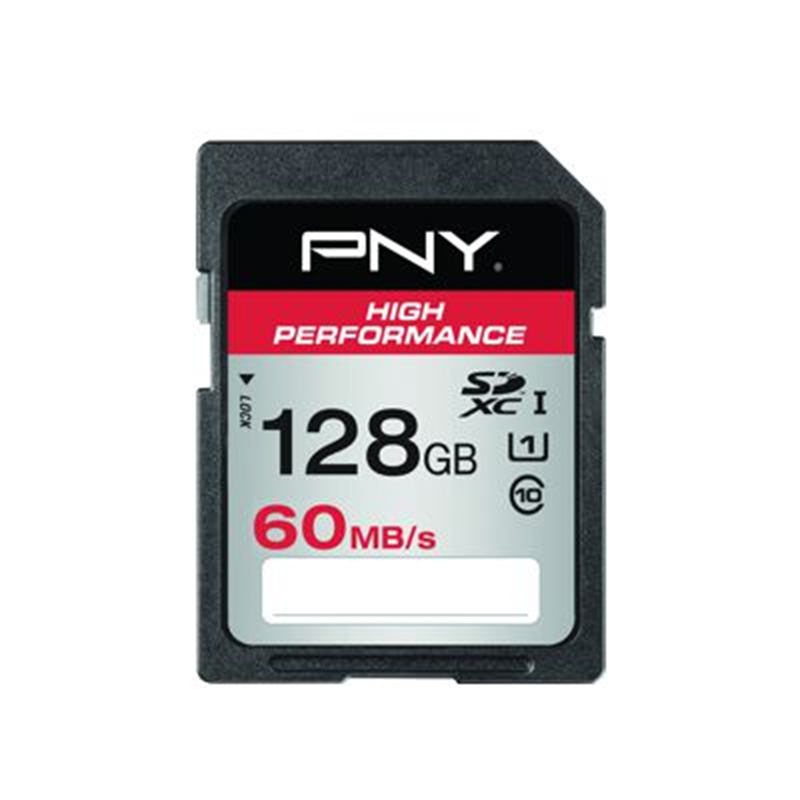 PNY®
HIGH
PERFORMANCE
SD
XC I
LOCK
128GB
1
10
60MB/s